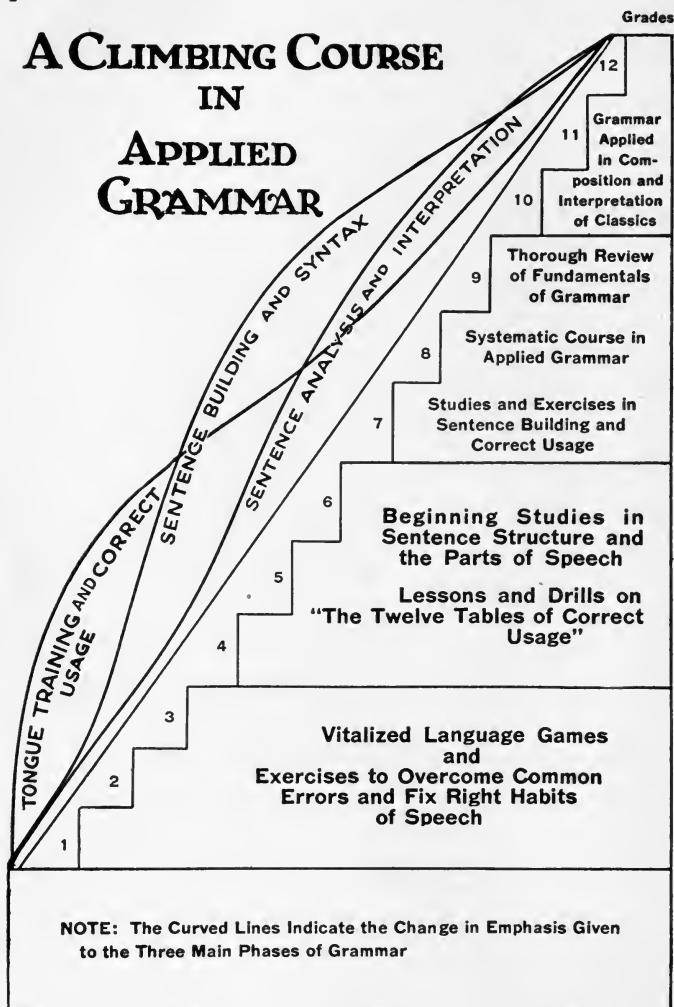 Grades
A CLIMBING COURSE
IN
APPLIED
GRAMMAR
12
11
Grammar
Applied
in Com-
position and
Interpretation
of Classics
10
9
Thorough Review
of Fundamentals
of Grammar
8
Systematic Course in
Applied Grammar
7
Studies and Exercises in
Sentence Building and
Correct Usage
6
Beginning Studies in
Sentence Structure and
the Parts of Speech
5
Lessons and Drills on
"The Twelve Tables of Correct
Usage"
4
3
Vitalized Language Games
and
Exercises to Overcome Common
Errors and Fix Right Habits
of Speech
2
1
TONGUE TRAINING AND CORRECT
USAGE
SENTENCE BUILDING AND SYNTAX
SENTENCE ANALYSIS AND INTERPRETATION
NOTE: The Curved Lines Indicate the Change in Emphasis Given
to the Three Main Phases of Grammar